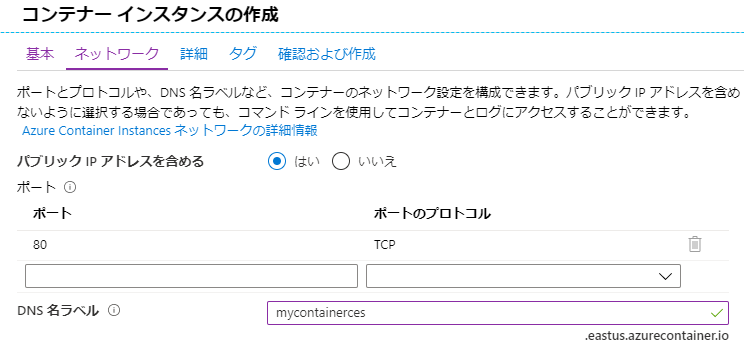 コンテナー インスタンスの作成
基本 ネットワーク 詳細 タグ 確認および作成
ポートとプロトコルや、DNS 名ラベルなど、コンテナーのネットワーク設定を構成できます。パブリック IP アドレスを含め
ないように選択する場合であっても、コマンド ラインを使用してコンテナーとログにアクセスすることができます。
Azure Container Instances ネットワークの詳細情報
パブリック IP アドレスを含める はい いいえ
ポート
ポート ポートのプロトコル
80 TCP
DNS 名ラベル mycontainerces
.eastus.azurecontainer.io